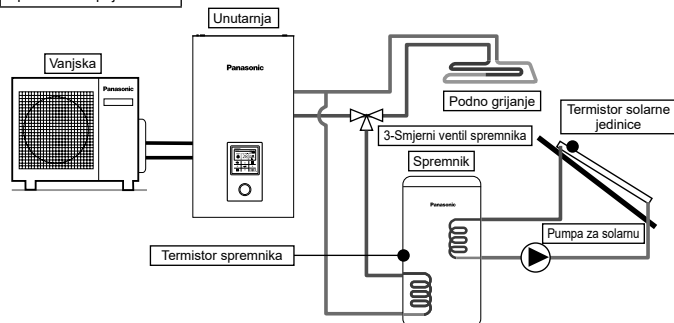 Unutarnja
Vanjska
Panasonic
Panasonic
Podno grijanje
Termistor solarne
jedinice
3-Smjerni ventil spremnika
Spremnik
Panasonic
Pumpa za solarnu
Termistor spremnika